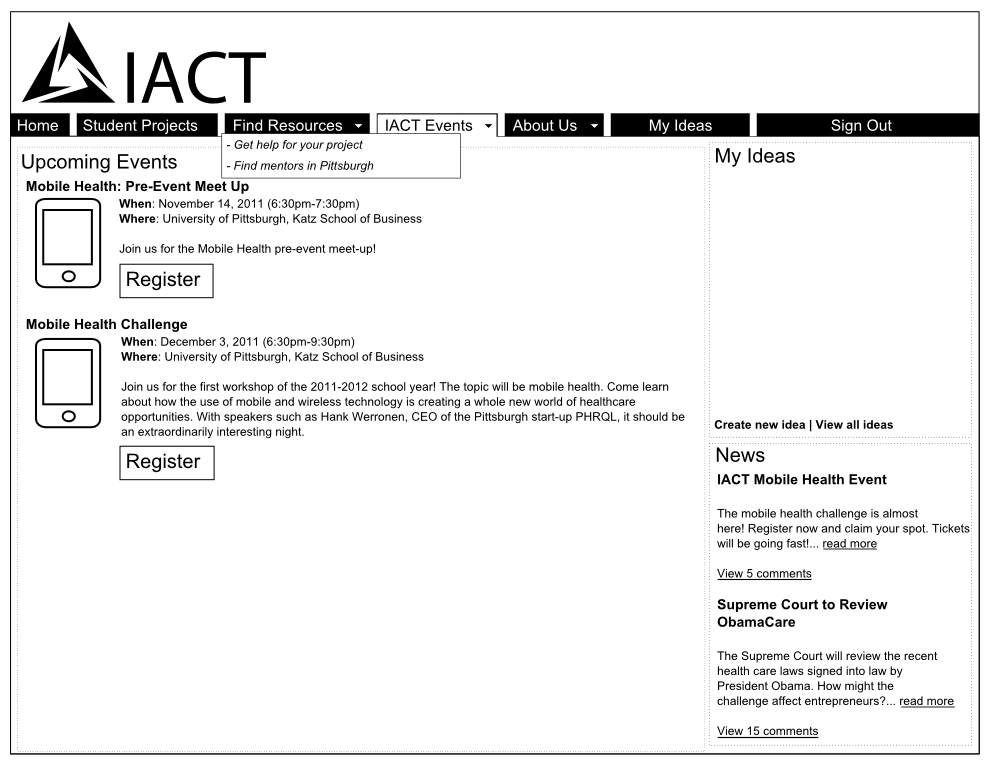 IACT
Home
Student Projects
Find Resources
IACT Events
About Us
My Ideas
Sign Out
- Get help for your project
- Find mentors in Pittsburgh
Upcoming Events
Mobile Health: Pre-Event Meet Up
When: November 14, 2011 (6:30pm-7:30pm)
Where: University of Pittsburgh, Katz School of Business
Join us for the Mobile Health pre-event meet-up!
Register
Mobile Health Challenge
When: December 3, 2011 (6:30pm-9:30pm)
Where: University of Pittsburgh, Katz School of Business
Join us for the first workshop of the 2011-2012 school year! The topic will be mobile health. Come learn
about how the use of mobile and wireless technology is creating a whole new world of healthcare
opportunities. With speakers such as Hank Werronen, CEO of the Pittsburgh start-up PHRQL, it should be
an extraordinarily interesting night.
Register
My Ideas
Create new idea | View all ideas
News
IACT Mobile Health Event
The mobile health challenge is almost
here! Register now and claim your spot. Tickets
will be going fast!... read more
View 5 comments
Supreme Court to Review
ObamaCare
The Supreme Court will review the recent
health care laws signed into law by
President Obama. How might the
challenge affect entrepreneurs?... read more
View 15 comments